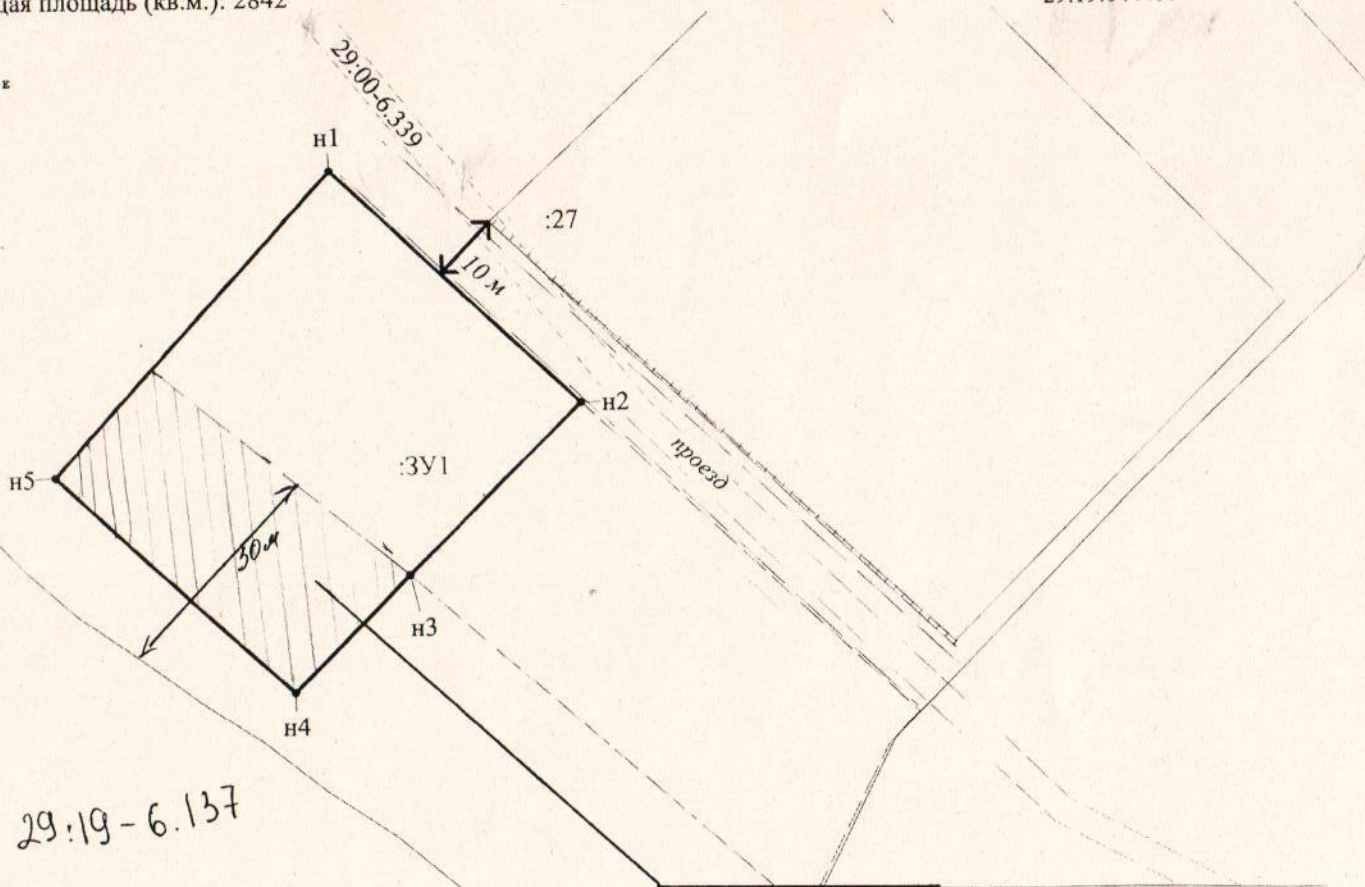 площадь (кв.м.): 2842
29:00-6.339
н1
:27
10 м
н2
проезд
:ЗУ1
н5
30м
н3
н4
29:19-6.137